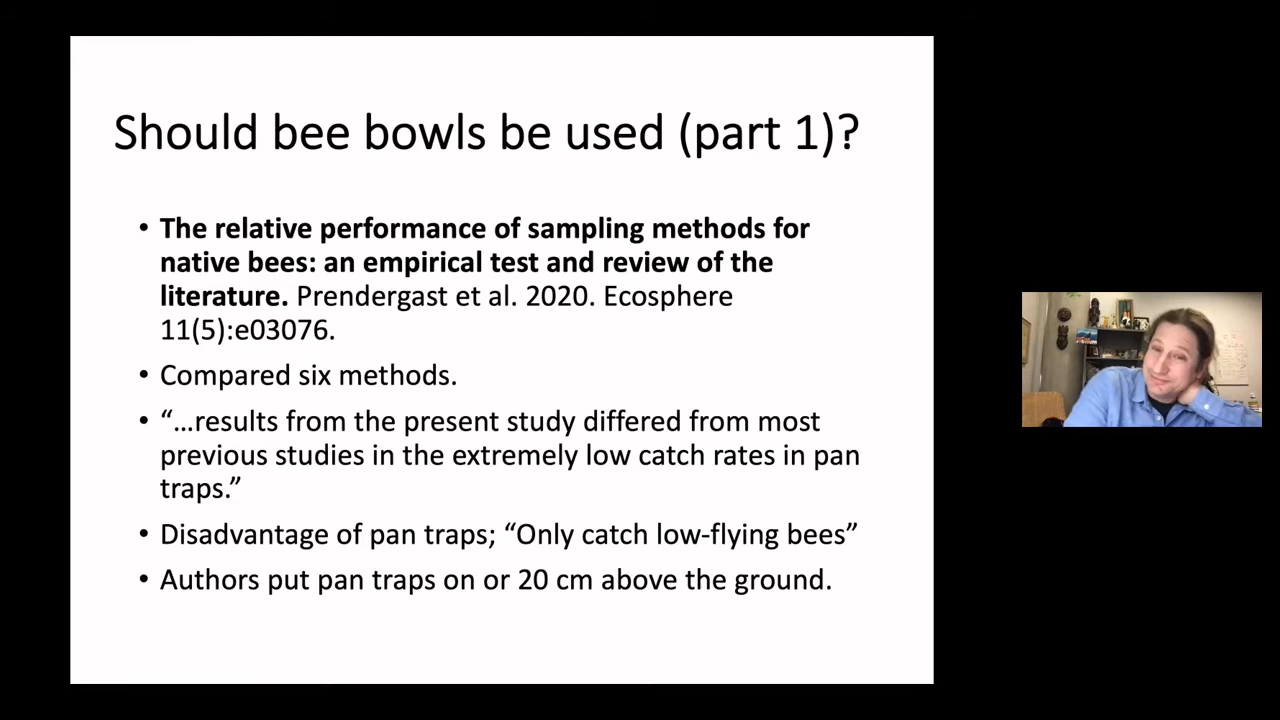 Should bee bowls be used (part 1)?
• The relative performance of sampling methods for
native bees: an empirical test and review of the
literature. Prendergast et al. 2020. Ecosphere
11(5):e03076.
• Compared six methods.
• “…results from the present study differed from most
previous studies in the extremely low catch rates in pan
traps.”
• Disadvantage of pan traps; “Only catch low-flying bees”
• Authors put pan traps on or 20 cm above the ground.